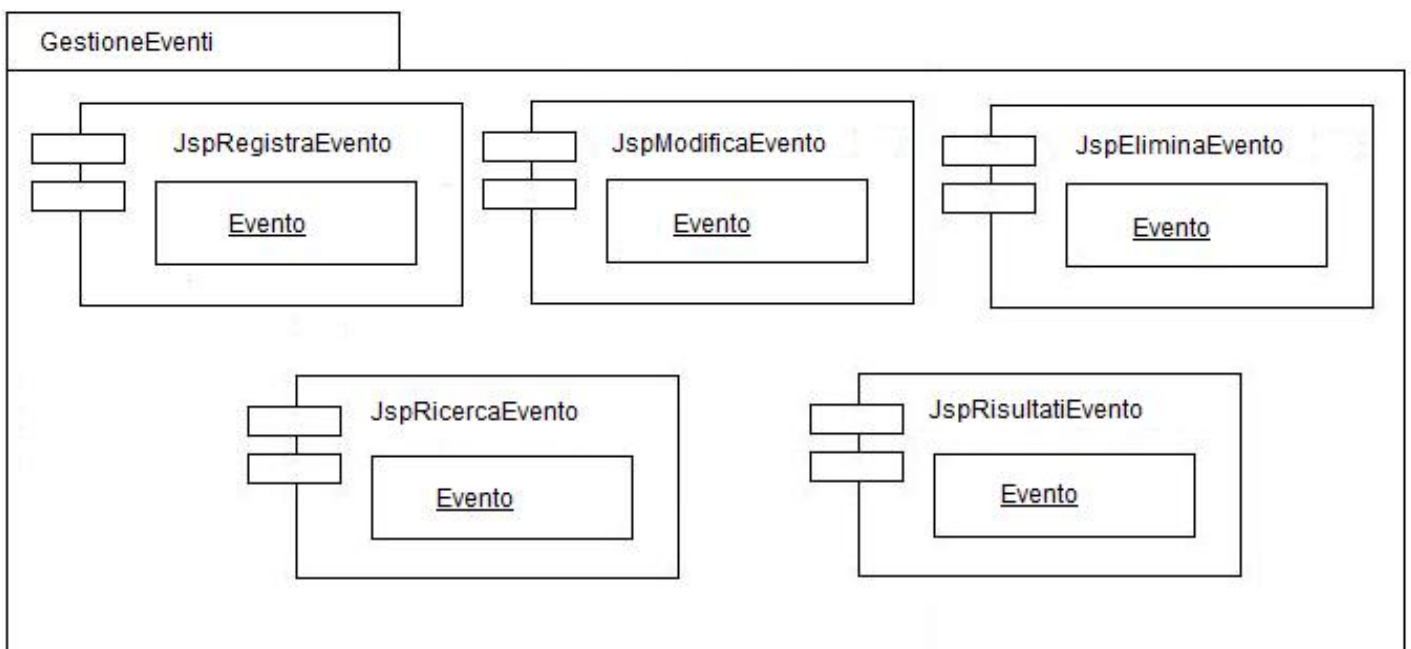 GestioneEventi
JspRegistraEvento
Evento
JspModificaEvento
Evento
JspEliminaEvento
Evento
JspRicercaEvento
Evento
JspRisultatiEvento
Evento